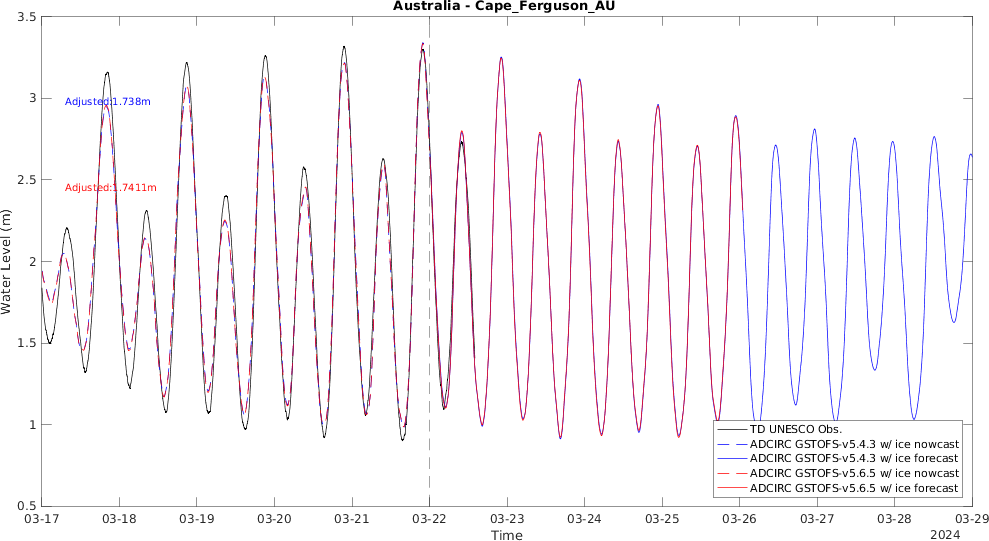 Australia - Cape_Ferguson_AU
3.5
3
2.5
2
1.5
1
0.5
Water Level (m)
Adjusted:1.738m
Adjusted:1.7411m
TD UNESCO Obs.
ADCIRC GSTOFS-v5.4.3 w/ ice nowcast
ADCIRC GSTOFS-v5.4.3 w/ ice forecast
ADCIRC GSTOFS-v5.6.5 w/ ice nowcast
ADCIRC GSTOFS-v5.6.5 w/ ice forecast
03-17 03-18 03-19 03-20 03-21 03-22 03-23 03-24 03-25 03-26 03-27 03-28 03-29
Time
2024